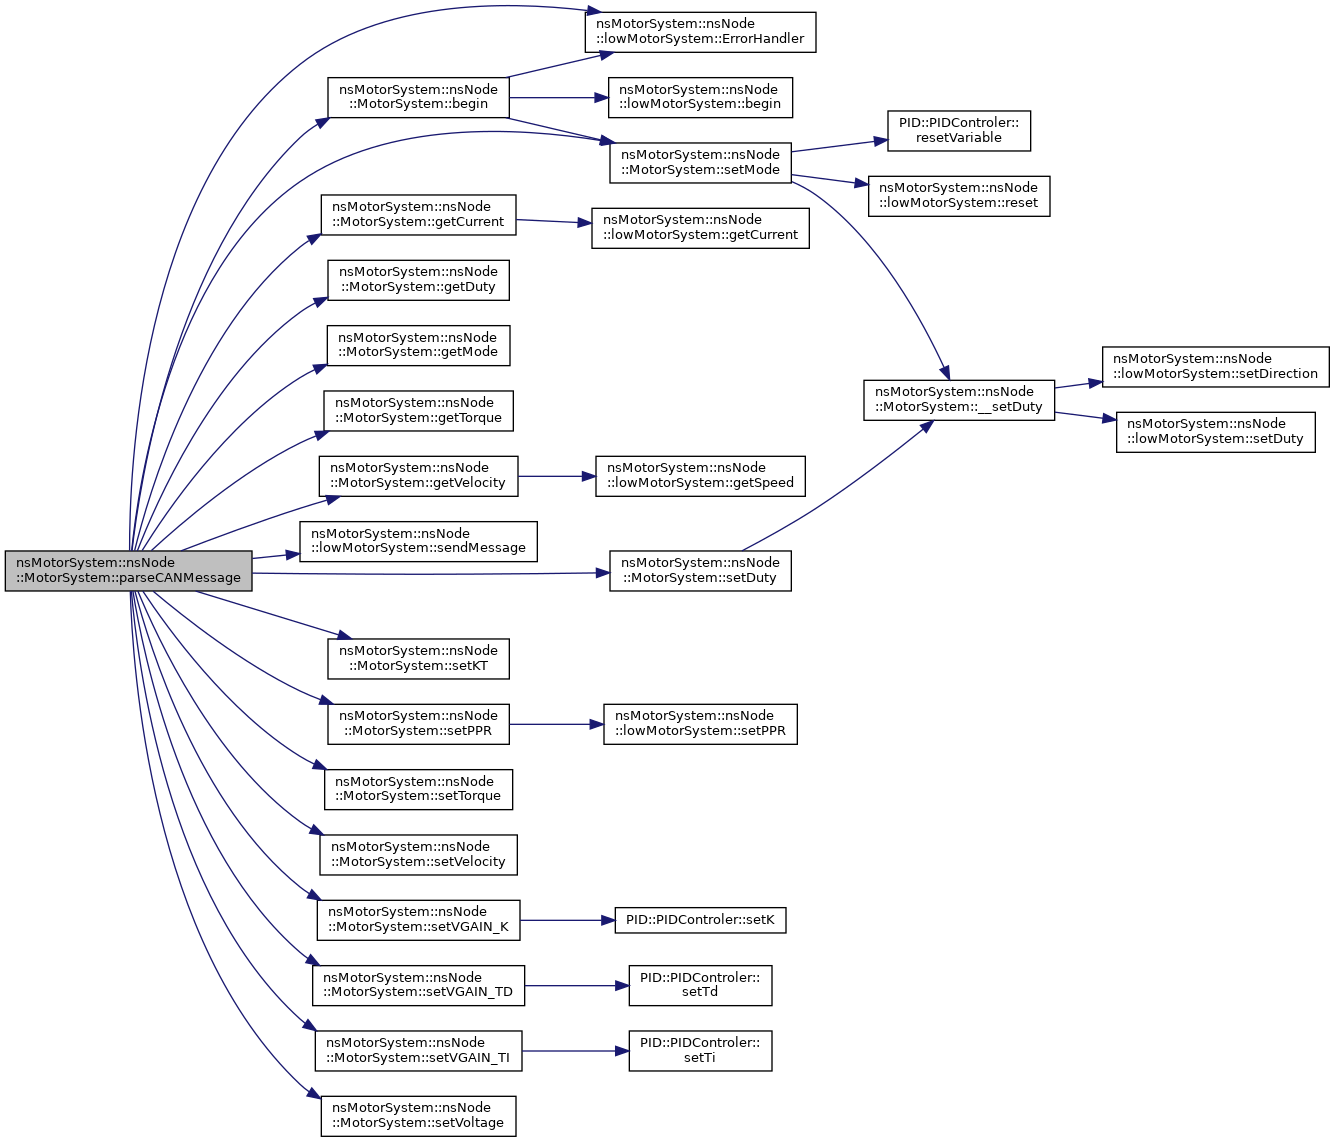 nsMotorSystem::nsNode
::lowMotorSystem::ErrorHandler
nsMotorSystem::nsNode
::MotorSystem::begin
nsMotorSystem::nsNode
::lowMotorSystem::begin
PID::PIDControler::
resetVariable
nsMotorSystem::nsNode
::MotorSystem::setMode
nsMotorSystem::nsNode
::lowMotorSystem::reset
nsMotorSystem::nsNode
::MotorSystem::getCurrent
nsMotorSystem::nsNode
::lowMotorSystem::getCurrent
nsMotorSystem::nsNode
::MotorSystem::getDuty
nsMotorSystem::nsNode
::MotorSystem::getMode
nsMotorSystem::nsNode
::lowMotorSystem::setDirection
nsMotorSystem::nsNode
::MotorSystem::__setDuty
nsMotorSystem::nsNode
::MotorSystem::getTorque
nsMotorSystem::nsNode
::lowMotorSystem::setDuty
nsMotorSystem::nsNode
::MotorSystem::getVelocity
nsMotorSystem::nsNode
::lowMotorSystem::getSpeed
nsMotorSystem::nsNode
::lowMotorSystem::sendMessage
nsMotorSystem::nsNode
::MotorSystem::parseCANMessage
nsMotorSystem::nsNode
::MotorSystem::setDuty
nsMotorSystem::nsNode
::MotorSystem::setKT
nsMotorSystem::nsNode
::MotorSystem::setPPR
nsMotorSystem::nsNode
::lowMotorSystem::setPPR
nsMotorSystem::nsNode
::MotorSystem::setTorque
nsMotorSystem::nsNode
::MotorSystem::setVelocity
nsMotorSystem::nsNode
::MotorSystem::setVGAIN_K
PID::PIDControler::setK
nsMotorSystem::nsNode
::MotorSystem::setVGAIN_TD
PID::PIDControler::
setTd
nsMotorSystem::nsNode
::MotorSystem::setVGAIN_TI
PID::PIDControler::
setTi
nsMotorSystem::nsNode
::MotorSystem::setVoltage